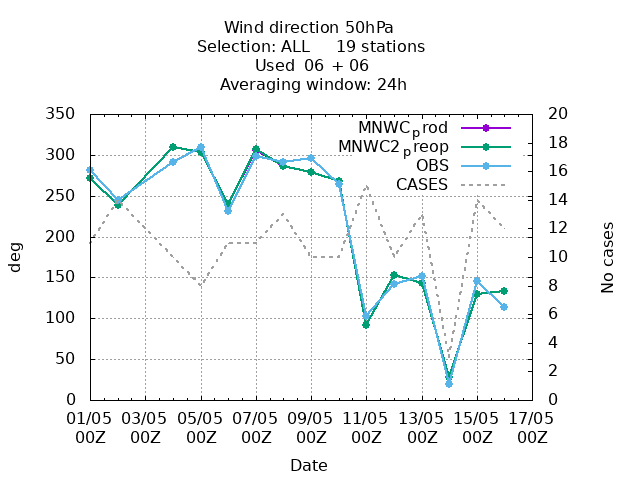 Wind direction 50hPa
Selection: ALL 19 stations
Used 06 + 06
Averaging window: 24h
MNWCprod
MNWC2preop
OBS
CASES
deg
350
300
250
200
150
100
50
0
20
18
16
14
12
10
8
6
4
2
0
No cases
01/05 03/05 05/05 07/05 09/05 11/05 13/05 15/05 17/05
00Z 00Z 00Z 00Z 00Z 00Z 00Z 00Z 00Z
Date